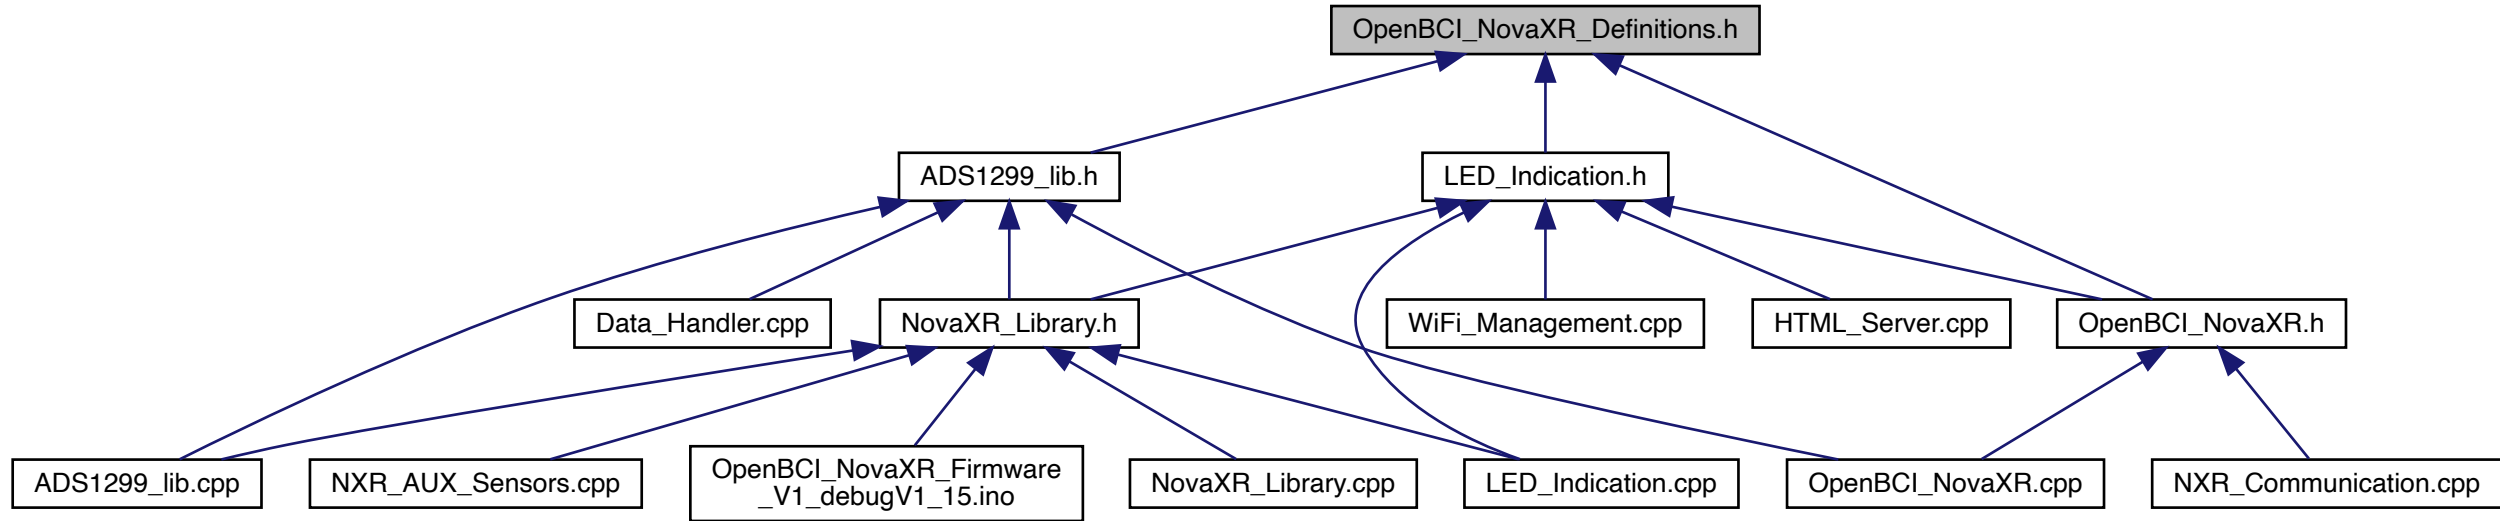 OpenBCI_NovaXR_Definitions.h
ADS1299_lib.h
LED_Indication.h
Data_Handler.cpp
NovaXR_Library.h
WiFi_Management.cpp
HTML_Server.cpp
OpenBCI_NovaXR.h
ADS1299_lib.cpp
NXR_AUX_Sensors.cpp
OpenBCI_NovaXR_Firmware
_V1_debugV1_15.ino
NovaXR_Library.cpp
LED_Indication.cpp
OpenBCI_NovaXR.cpp
NXR_Communication.cpp